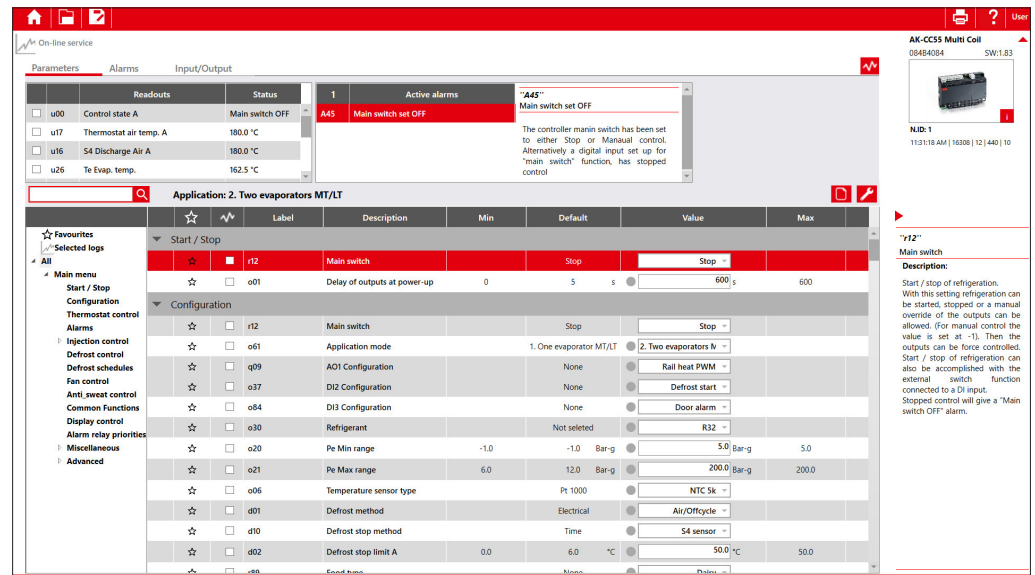 User
On-line service
Parameters Alarms Input/Output
Readouts Status
u00 Control state A Main switch OFF
u17 Thermostat air temp. A 180.0 °C
u16 S4 Discharge Air A 180.0 °C
u26 Te Evap. temp. 162.5 °C
1 Active alarms
A45 Main switch set OFF
"A45"
Main switch set OFF
The controller manin switch has been set
to either Stop or Manaual control.
Alternatively a digital input set up for
"main switch" function, has stopped
control
AK-CC55 Multi Coil
084B4084 SW:1.83
i
N.ID: 1
11:31:18 AM | 16308 | 12 | 440 | 10
Application: 2. Two evaporators MT/LT
Favourites
Selected logs
All
Main menu
Start / Stop
Configuration
Thermostat control
Alarms
Injection control
Defrost control
Defrost schedules
Fan control
Anti_sweat control
Common Functions
Display control
Alarm relay priorities
Miscellaneous
Advanced
Label Description Min Default Value Max
Start / Stop
r12 Main switch Stop Stop
o01 Delay of outputs at power-up 0 5 s 600 s 600
Configuration
r12 Main switch Stop Stop
o61 Application mode 1. One evaporator MT/LT 2. Two evaporators M
q09 AO1 Configuration None Rail heat PWM
o37 DI2 Configuration None Defrost start
o84 DI3 Configuration None Door alarm
o30 Refrigerant Not seleted R32
o20 Pe Min range -1.0 -1.0 Bar-g 5.0 Bar-g 5.0
o21 Pe Max range 6.0 12.0 Bar-g 200.0 Bar-g 200.0
o06 Temperature sensor type Pt 1000 NTC 5k
d01 Defrost method Electrical Air/Offcycle
d10 Defrost stop method Time S4 sensor
d02 Defrost stop limit A 0.0 6.0 °C 50.0 °C 50.0
r89 Food type None Dairy
"r12"
Main switch
Description:
Start / stop of refrigeration.
With this setting refrigeration can
be started, stopped or a manual
override of the outputs can be
allowed. (For manual control the
value is set at -1). Then the
outputs can be force controlled.
Start / stop of refrigeration can
also be accomplished with the
external switch function
connected to a DI input.
Stopped control will give a "Main
switch OFF" alarm.